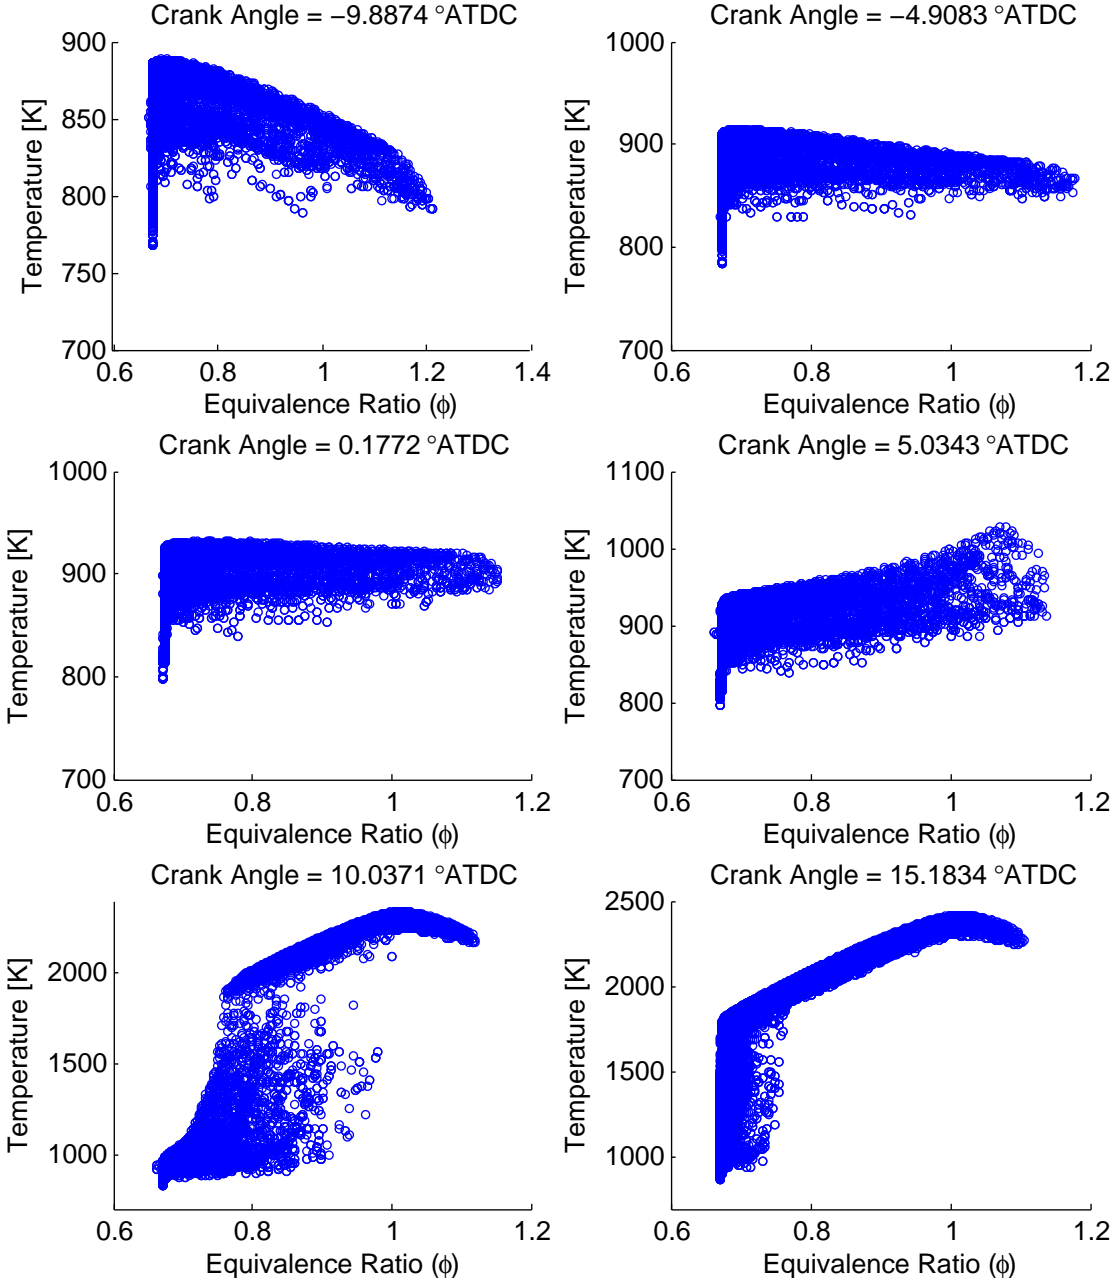 Crank Angle = −9.8874 °ATDC
900
850
800
750
700
Temperature [K]
0.6 0.8 1 1.2 1.4
Equivalence Ratio (ϕ)
Crank Angle = −4.9083 °ATDC
1000
900
800
700
Temperature [K]
0.6 0.8 1 1.2
Equivalence Ratio (ϕ)
Crank Angle = 0.1772 °ATDC
1000
900
800
700
Temperature [K]
0.6 0.8 1 1.2
Equivalence Ratio (ϕ)
Crank Angle = 5.0343 °ATDC
1100
1000
900
800
700
Temperature [K]
0.6 0.8 1 1.2
Equivalence Ratio (ϕ)
Crank Angle = 10.0371 °ATDC
2000
1500
1000
Temperature [K]
0.6 0.8 1 1.2
Equivalence Ratio (ϕ)
Crank Angle = 15.1834 °ATDC
2500
2000
1500
1000
Temperature [K]
0.6 0.8 1 1.2
Equivalence Ratio (ϕ)